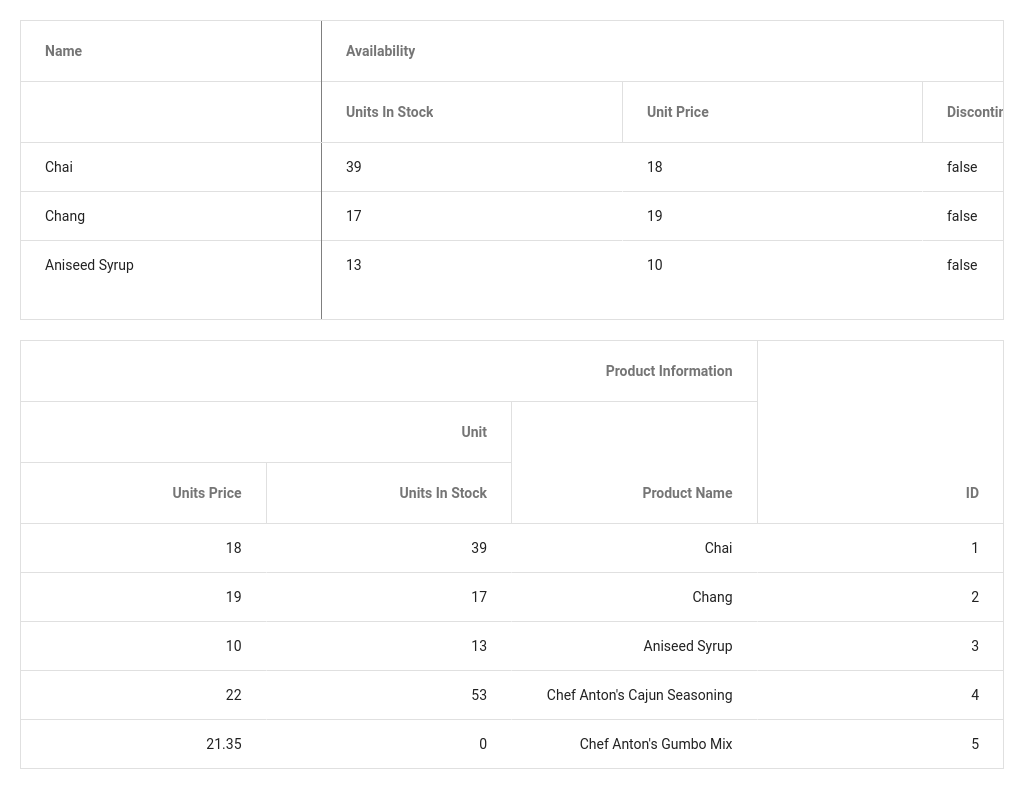 Name Availability
Units In Stock Unit Price Discontin
Chai 39 18 false
Chang 17 19 false
Aniseed Syrup 13 10 false
Product Information
Unit
Units Price Units In Stock Product Name ID
18 39 Chai 1
19 17 Chang 2
10 13 Aniseed Syrup 3
22 53 Chef Anton's Cajun Seasoning 4
21.35 0 Chef Anton's Gumbo Mix 5